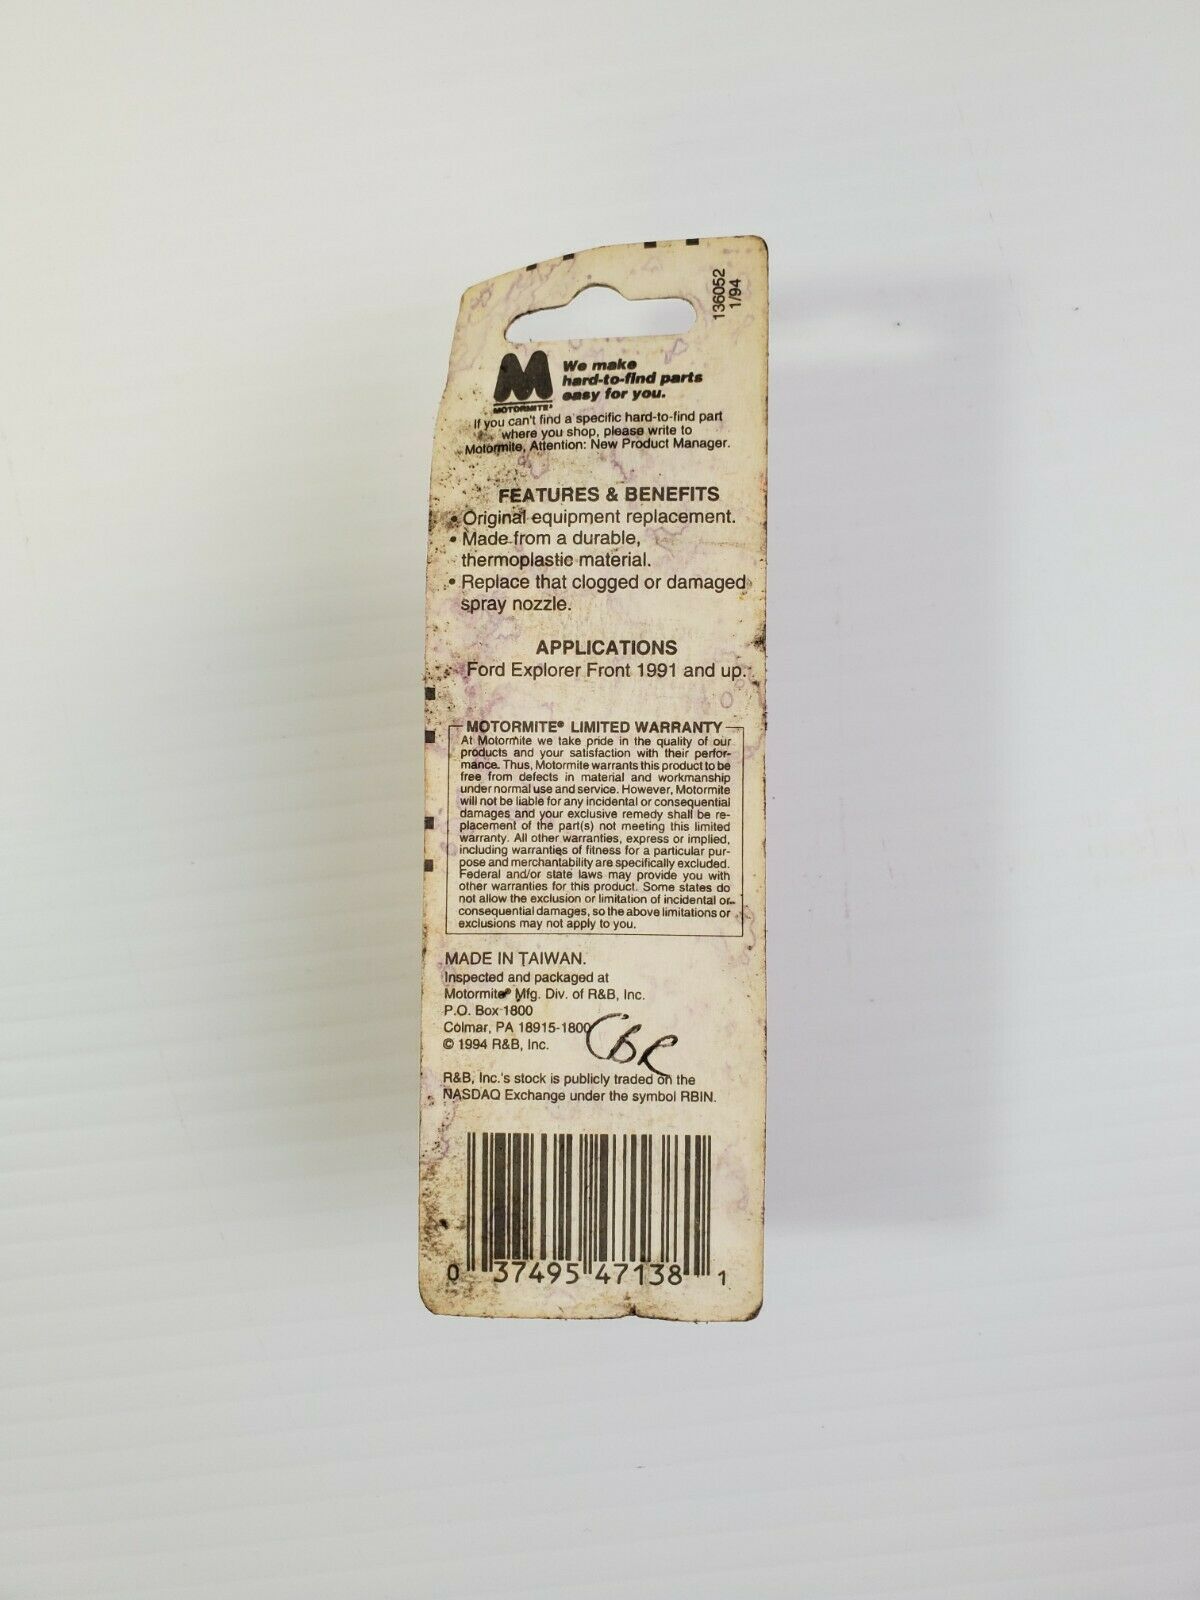 136052
1/94
We make
hard-to-find parts
easy for you.
MOTORMITE®
If you can't find a specific hard-to-find part
where you shop, please write to
Motormite, Attention: New Product Manager.
FEATURES & BENEFITS
• Original equipment replacement.
• Made from a durable,
thermoplastic material.
• Replace that clogged or damaged
spray nozzle.
APPLICATIONS
Ford Explorer Front 1991 and up.
MOTORMITE® LIMITED WARRANTY
At Motormite we take pride in the quality of our
products and your satisfaction with their perfor-
mance. Thus, Motormite warrants this product to be
free from defects in material and workmanship
under normal use and service. However, Motormite
will not be liable for any incidental or consequential
damages and your exclusive remedy shall be re-
placement of the part(s) not meeting this limited
warranty. All other warranties, express or implied,
including warranties of fitness for a particular pur-
pose and merchantability are specifically excluded.
Federal and/or state laws may provide you with
other warranties for this product. Some states do
not allow the exclusion or limitation of incidental or
consequential damages, so the above limitations or
exclusions may not apply to you.
MADE IN TAIWAN.
Inspected and packaged at
Motormite® Mfg. Div. of R&B, Inc.
P.O. Box 1800
Colmar, PA 18915-1800
© 1994 R&B, Inc.
CBR
R&B, Inc.'s stock is publicly traded on the
NASDAQ Exchange under the symbol RBIN.
0 37495 47138 1